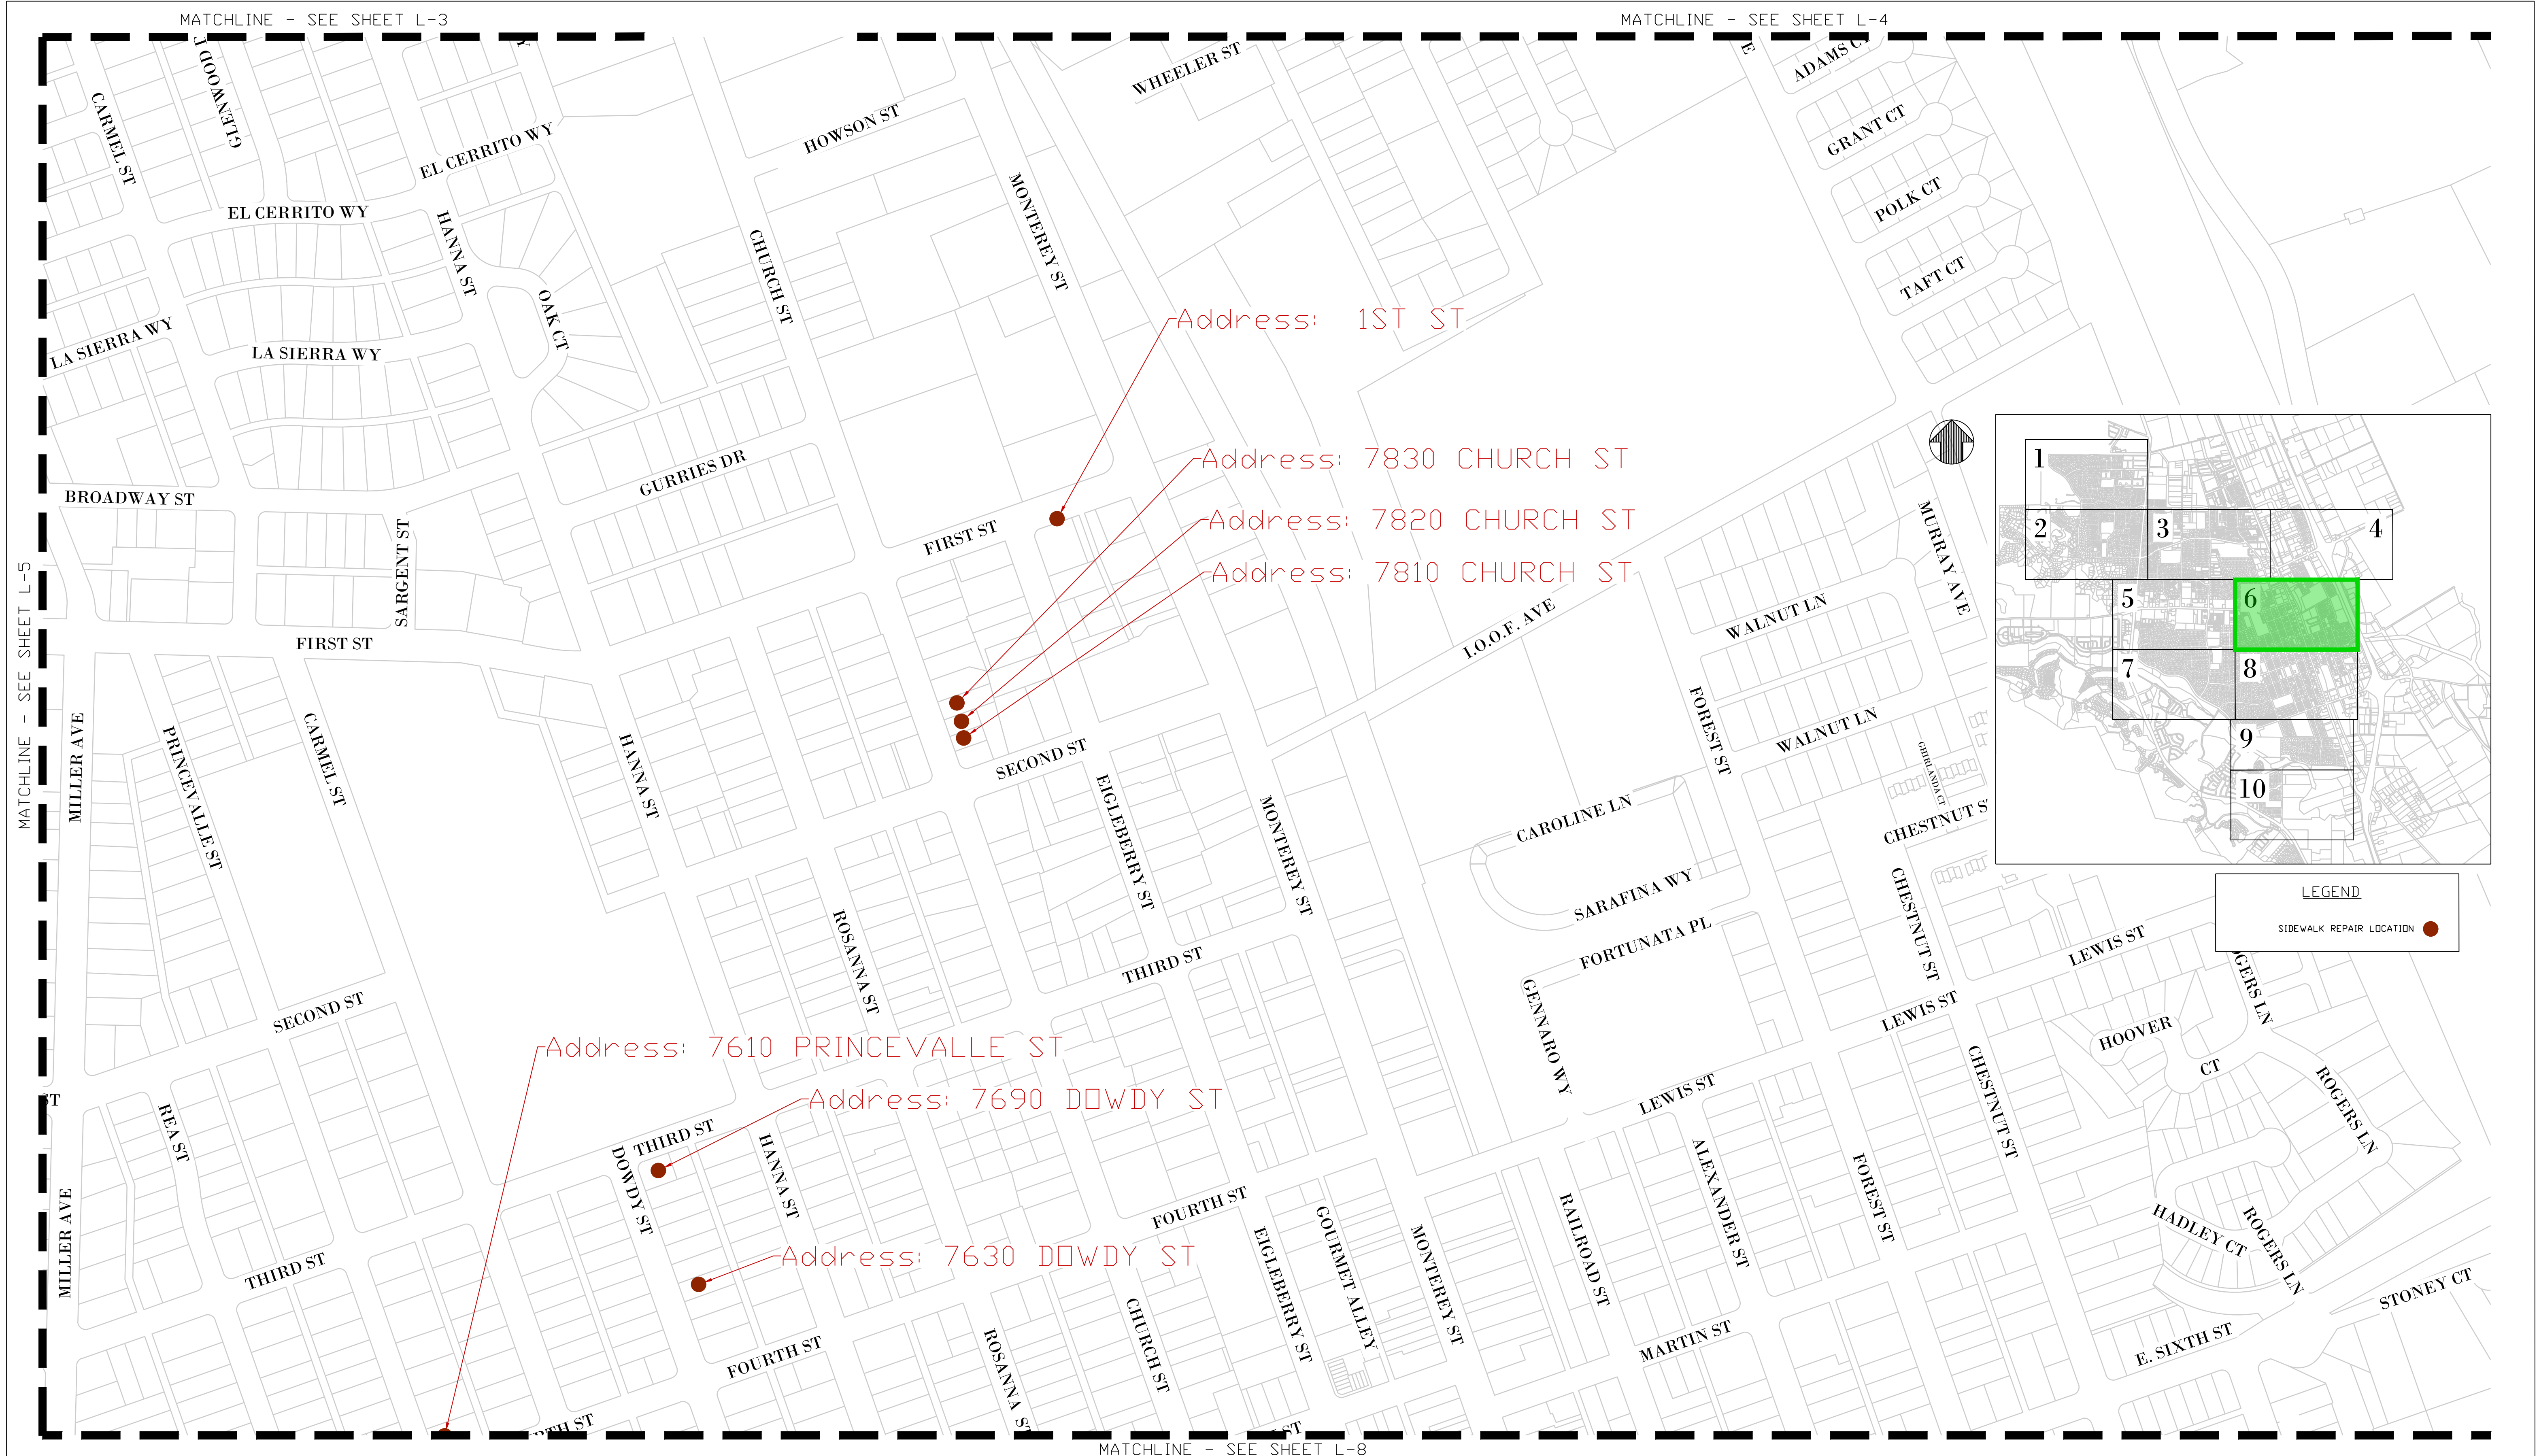 MATCHLINE - SEE SHEET L-3
MATCHLINE - SEE SHEET L-4
MATCHLINE - SEE SHEET L-5
CARMEL ST
EL CERRITO WY
EL CERRITO WY
HANNA ST
OAK CT
LA SIERRA WY
LA SIERRA WY
HOWSON ST
WHEELER ST
CHURCH ST
MONTEREY ST
ADAMS
GRANT CT
POLK CT
TAFT CT
Address: 1ST ST
Address: 7830 CHURCH ST
Address: 7820 CHURCH ST
Address: 7810 CHURCH ST
GURRIES DR
BROADWAY ST
SARGENT ST
FIRST ST
FIRST ST
MURRAY AVE
I.O.O.F. AVE
WALNUT LN
WALNUT LN
FOREST ST
GHIRLANDA CT
CHESTNUT S
1
2
3
4
5
6
7
8
9
10
LEGEND
SIDEWALK REPAIR LOCATION
MILLER AVE
PRINCEVALLE ST
CARMEL ST
HANNA ST
SECOND ST
EIGLEBERRY ST
MONTEREY ST
CAROLINE LN
SARAFINA WY
FORTUNATA PL
GENNARO WY
CHESTNUT ST
LEWIS ST
LEWIS ST
LEWIS ST
ROSANNA ST
THIRD ST
SECOND ST
Address: 7610 PRINCEVALLE ST
Address: 7690 DOWDY ST
Address: 7630 DOWDY ST
ST
REA ST
MILLER AVE
THIRD ST
THIRD ST
DOWDY ST
HANNA ST
FOURTH ST
FOURTH ST
EIGLEBERRY ST
GOURMET ALLEY
MONTEREY ST
RAILROAD ST
ALEXANDER ST
FOREST ST
CHESTNUT ST
HOOVER
CT
GERS LN
ROGERS LN
ROGERS LN
HADLEY CT
STONEY CT
E. SIXTH ST
MARTIN ST
CHURCH ST
ROSANNA ST
RTH ST
ST
MATCHLINE - SEE SHEET L-8